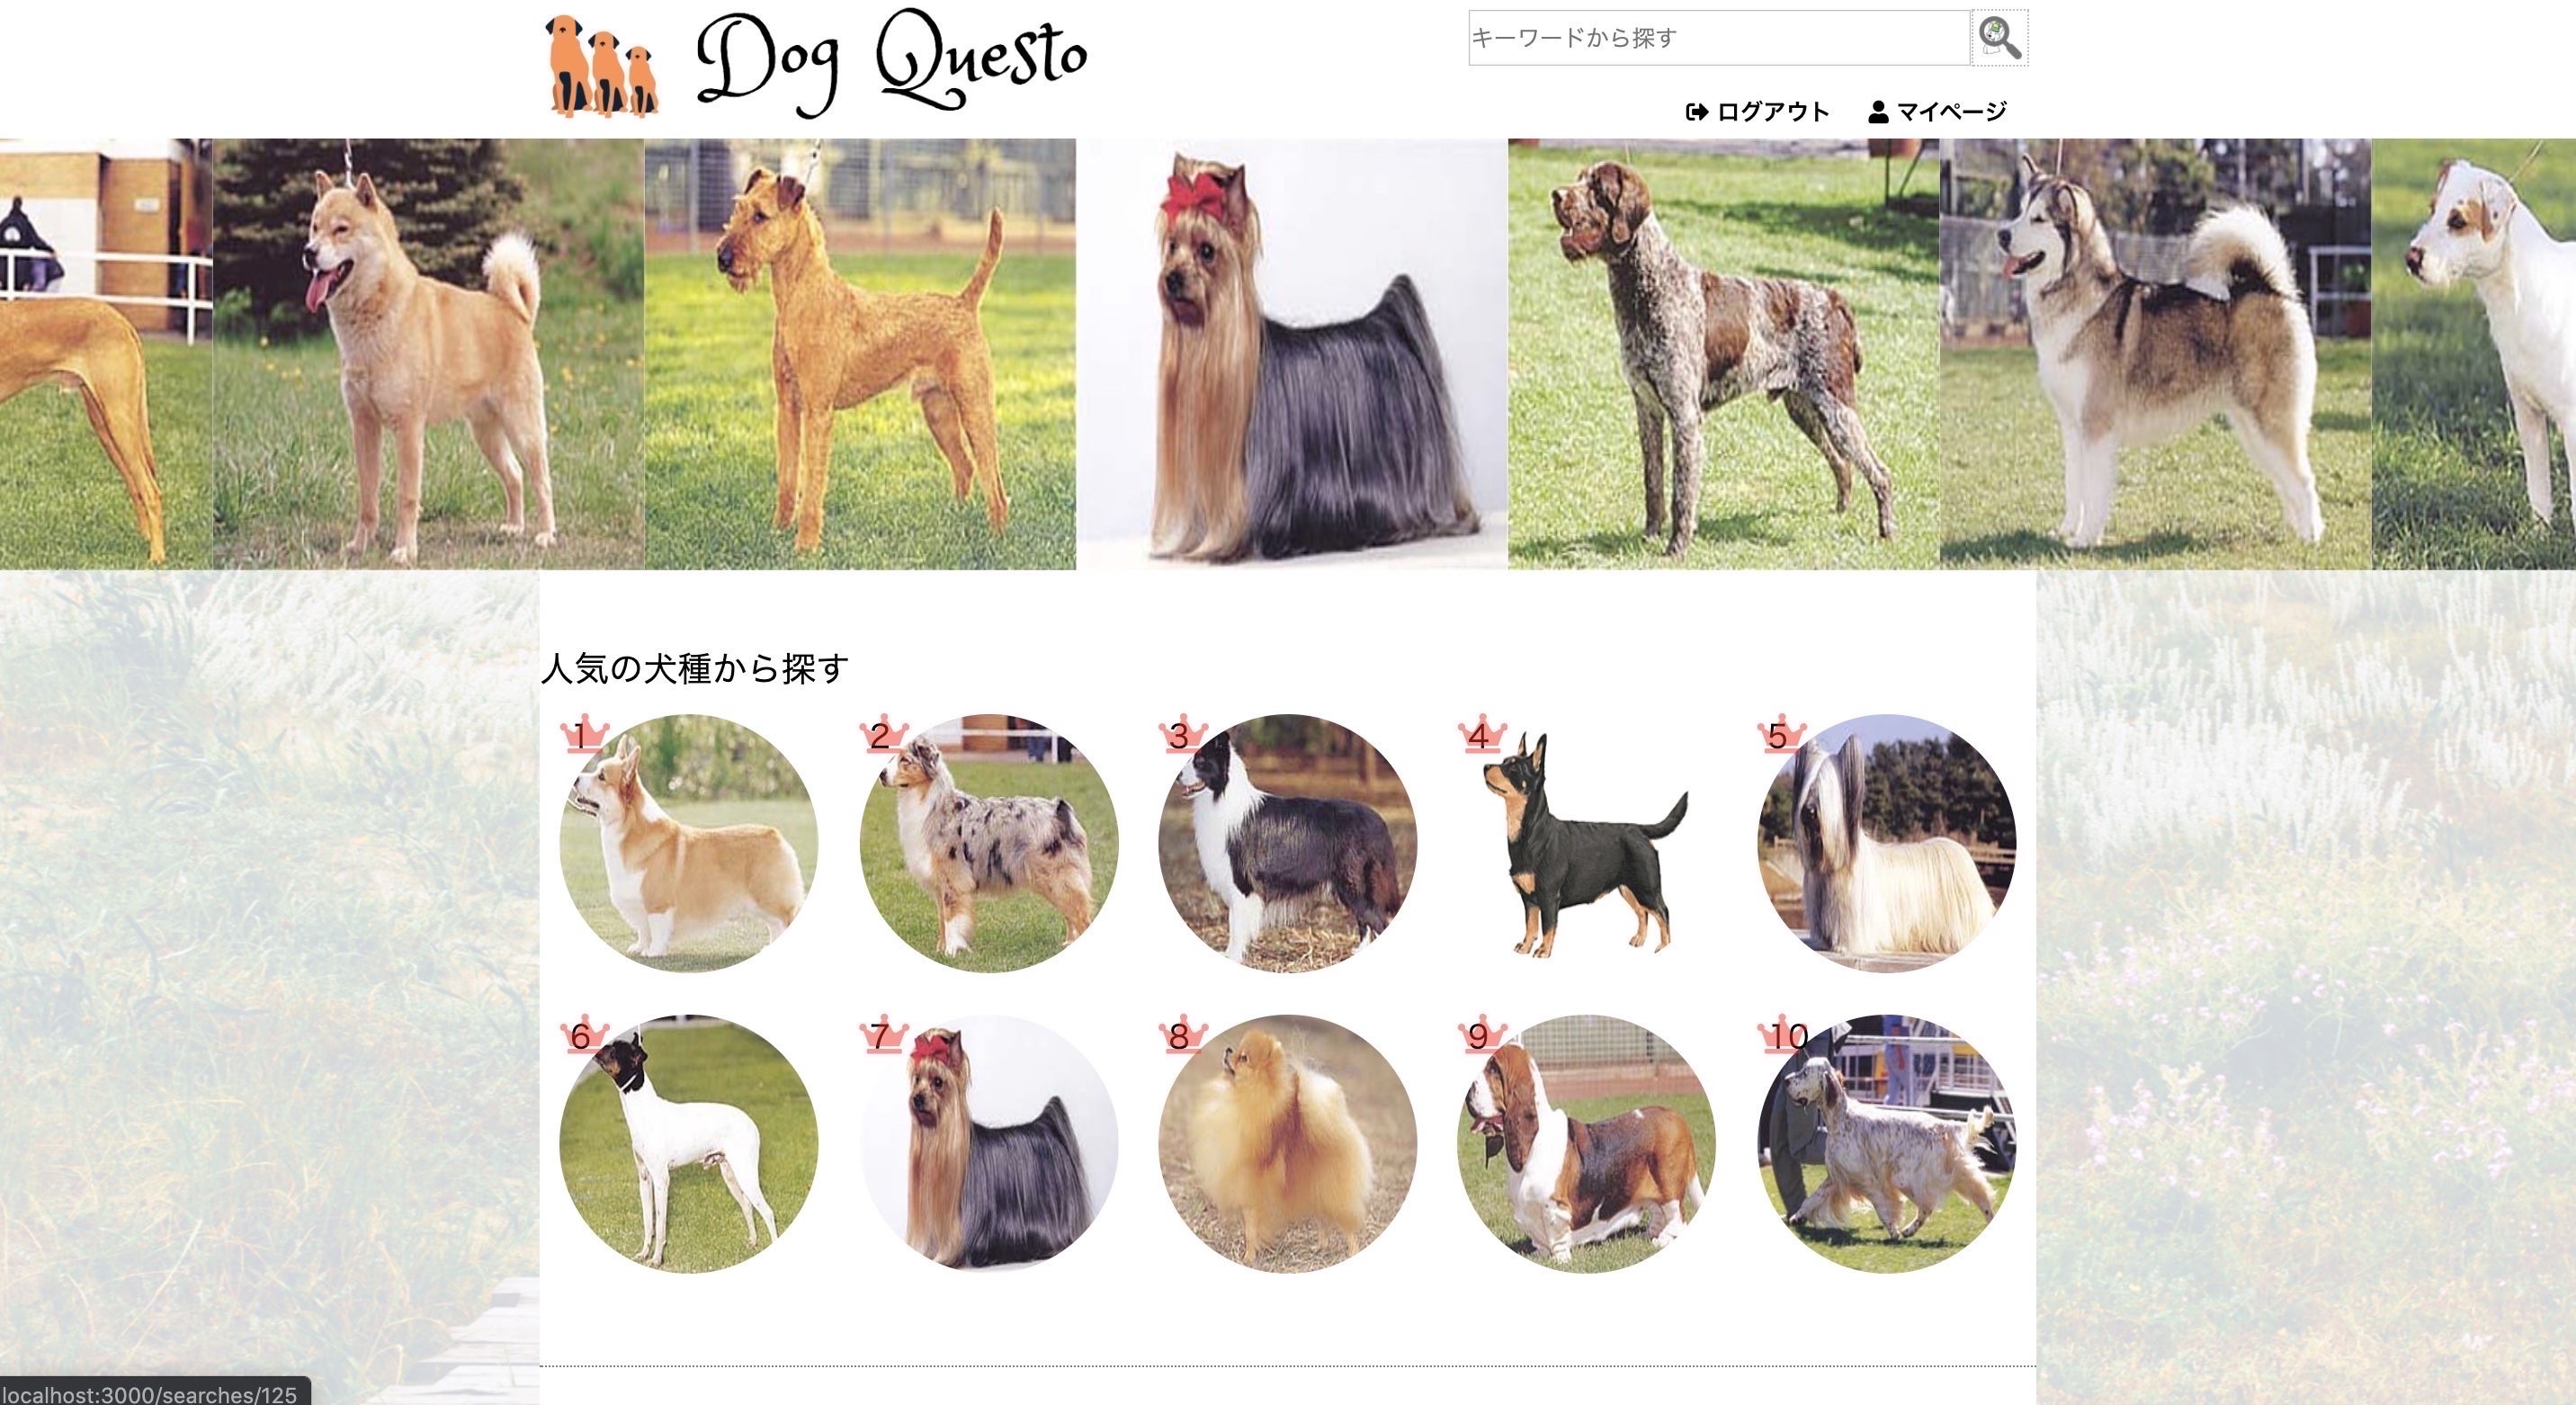 Dog Questo
キーワードから探す
ログアウト マイページ
人気の犬種から探す
1 2 3 4 5
6 7 8 9 10
localhost:3000/searches/125